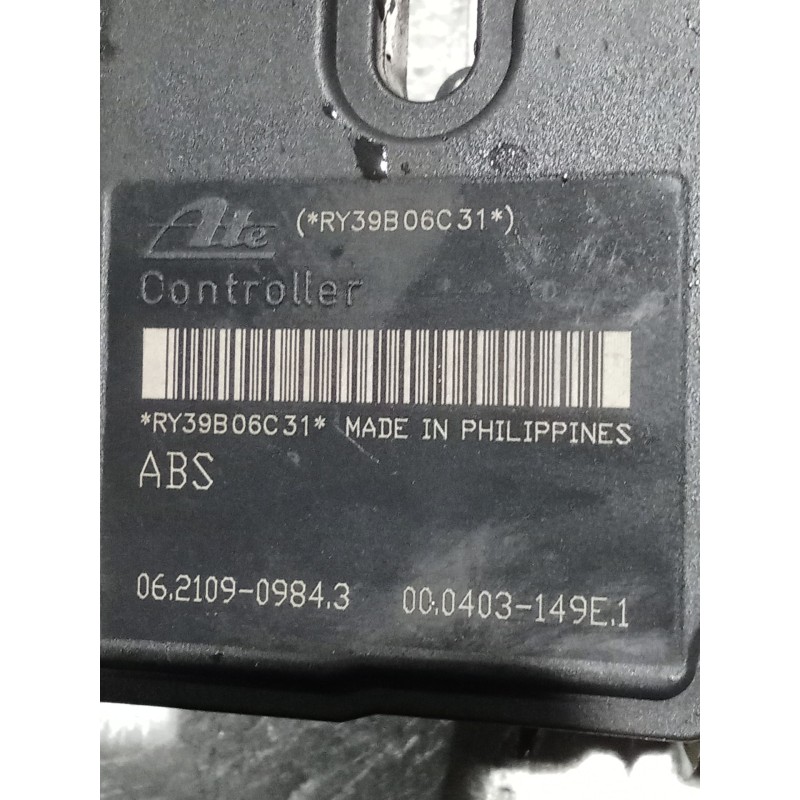 Ate (*RY39B06C31*)
Controller
*RY39B06C31* MADE IN PHILIPPINES
ABS
06.2109-0984.3 00.0403-149E.1